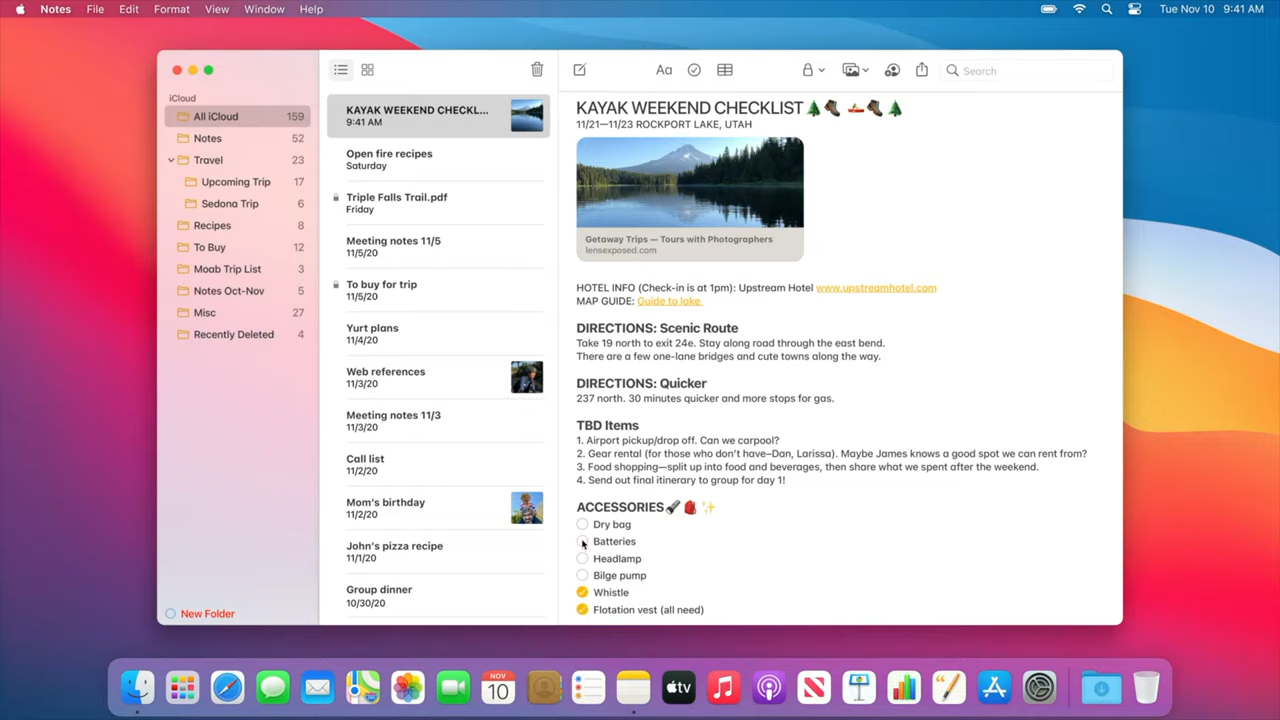 Notes File Edit Format View Window Help
Tue Nov 10 9:41 AM
iCloud
All iCloud 159
Notes 52
Travel 23
Upcoming Trip 17
Sedona Trip 6
Recipes 8
To Buy 12
Moab Trip List 3
Notes Oct-Nov 5
Misc 27
Recently Deleted 4
New Folder
KAYAK WEEKEND CHECKL...
9:41 AM
Open fire recipes
Saturday
Triple Falls Trail.pdf
Friday
Meeting notes 11/5
11/5/20
To buy for trip
11/5/20
Yurt plans
11/4/20
Web references
11/3/20
Meeting notes 11/3
11/3/20
Call list
11/2/20
Mom's birthday
11/2/20
John's pizza recipe
11/1/20
Group dinner
10/30/20
Aa
Search
KAYAK WEEKEND CHECKLIST
11/21—11/23 ROCKPORT LAKE, UTAH
Getaway Trips — Tours with Photographers
lensexposed.com
HOTEL INFO (Check-in is at 1pm): Upstream Hotel www.upstreamhotel.com
MAP GUIDE: Guide to lake
DIRECTIONS: Scenic Route
Take 19 north to exit 24e. Stay along road through the east bend.
There are a few one-lane bridges and cute towns along the way.
DIRECTIONS: Quicker
237 north. 30 minutes quicker and more stops for gas.
TBD Items
1. Airport pickup/drop off. Can we carpool?
2. Gear rental (for those who don't have–Dan, Larissa). Maybe James knows a good spot we can rent from?
3. Food shopping—split up into food and beverages, then share what we spent after the weekend.
4. Send out final itinerary to group for day 1!
ACCESSORIES
Dry bag
Batteries
Headlamp
Bilge pump
Whistle
Flotation vest (all need)
NOV
10
tv